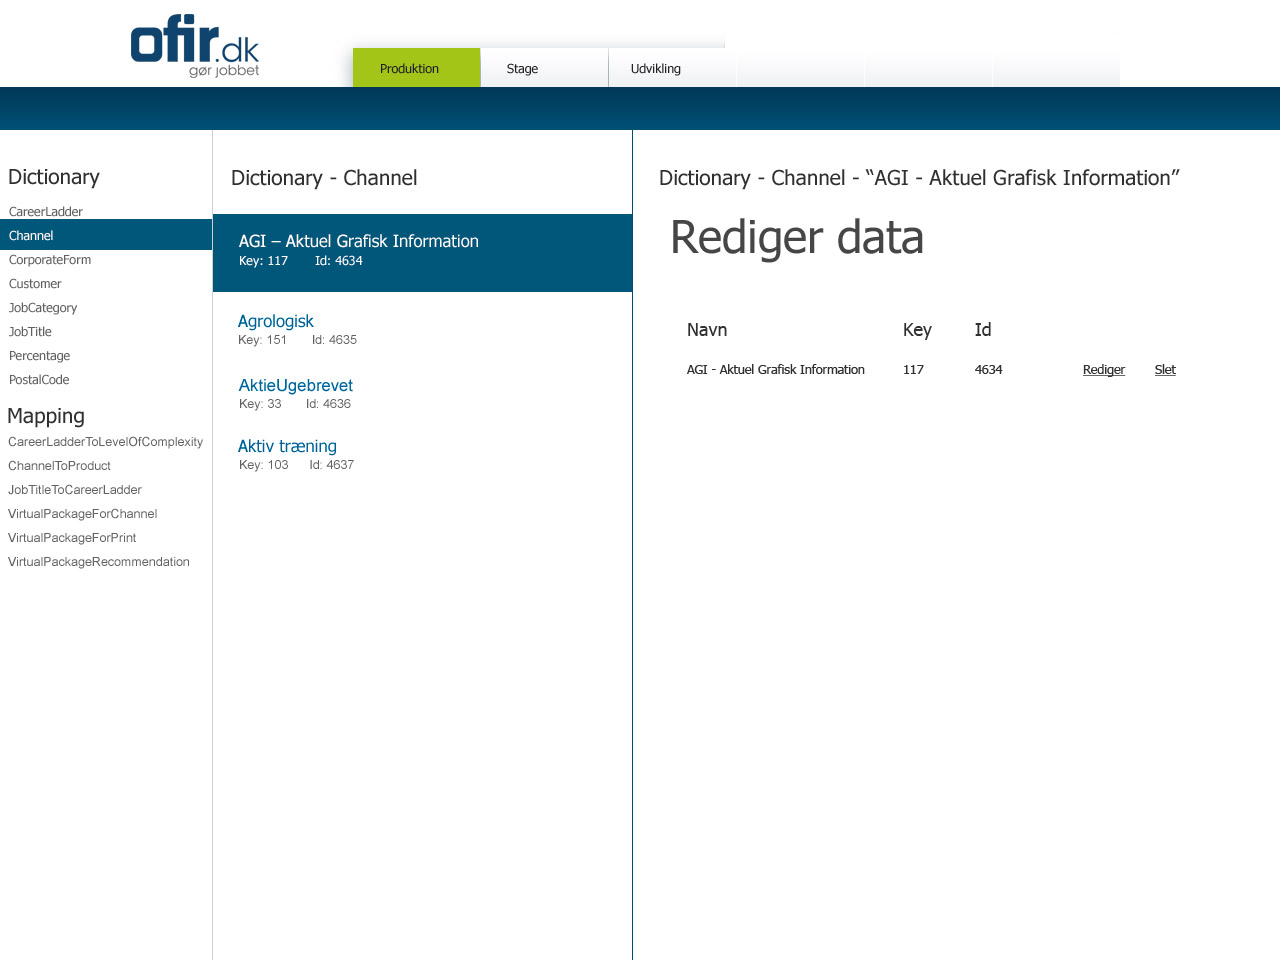 ofir.dk
gør jobbet
Produktion
Stage
Udvikling
Dictionary
CareerLadder
Channel
CorporateForm
Customer
JobCategory
JobTitle
Percentage
PostalCode
Mapping
CareerLadderToLevelOfComplexity
ChannelToProduct
JobTitleToCareerLadder
VirtualPackageForChannel
VirtualPackageForPrint
VirtualPackageRecommendation
Dictionary - Channel
AGI – Aktuel Grafisk Information
Key: 117 Id: 4634
Agrologisk
Key: 151 Id: 4635
AktieUgebrevet
Key: 33 Id: 4636
Aktiv træning
Key: 103 Id: 4637
Dictionary - Channel - “AGI - Aktuel Grafisk Information”
Rediger data
Navn Key Id
AGI - Aktuel Grafisk Information 117 4634 Rediger Slet